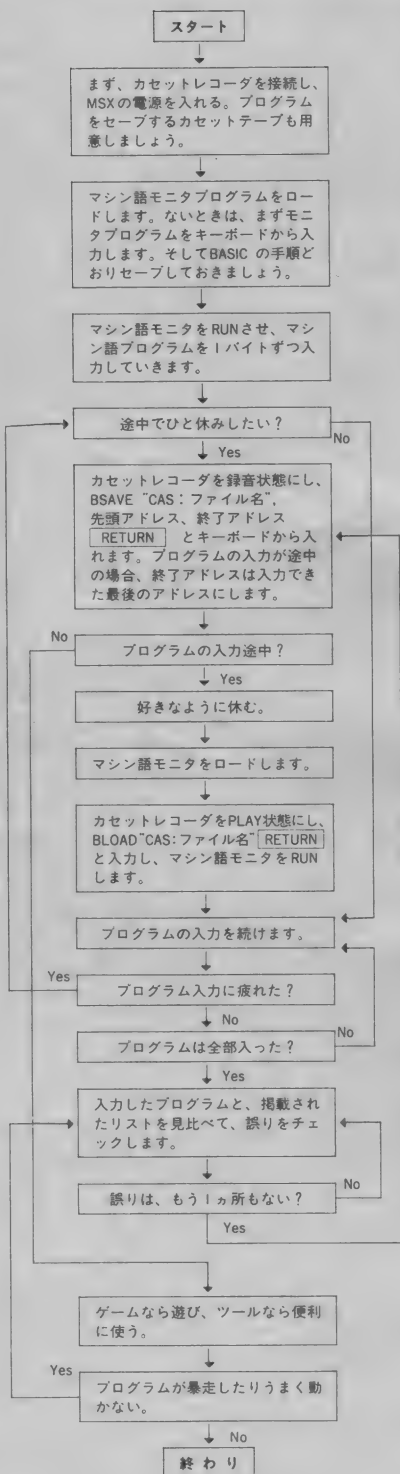 スタート
まず、カセットレコーダを接続し、
MSXの電源を入れる。プログラム
をセーブするカセットテープも用
意しましょう。
マシン語モニタプログラムをロー
ドします。ないときは、まずモニ
タプログラムをキーボードから入
力します。そしてBASIC の手順ど
おりセーブしておきましょう。
マシン語モニタをRUNさせ、マシ
ン語プログラムを1バイトずつ入
力していきます。
途中でひと休みしたい?
No
Yes
カセットレコーダを録音状態にし、
BSAVE "CAS:ファイル名",
先頭アドレス、終了アドレス
RETURN とキーボードから入
れます。プログラムの入力が途中
の場合、終了アドレスは入力でき
た最後のアドレスにします。
No
プログラムの入力途中?
Yes
好きなように休む。
マシン語モニタをロードします。
カセットレコーダをPLAY状態にし、
BLOAD"CAS:ファイル名" RETURN
と入力し、マシン語モニタをRUN
します。
プログラムの入力を続けます。
Yes
プログラム入力に疲れた?
No
プログラムは全部入った?
No
Yes
入力したプログラムと、掲載され
たリストを見比べて、誤りをチェ
ックします。
No
誤りは、もう1ヵ所もない?
Yes
ゲームなら遊び、ツールなら便利
に使う。
Yes
プログラムが暴走したりうまく動
かない。
No
終わり